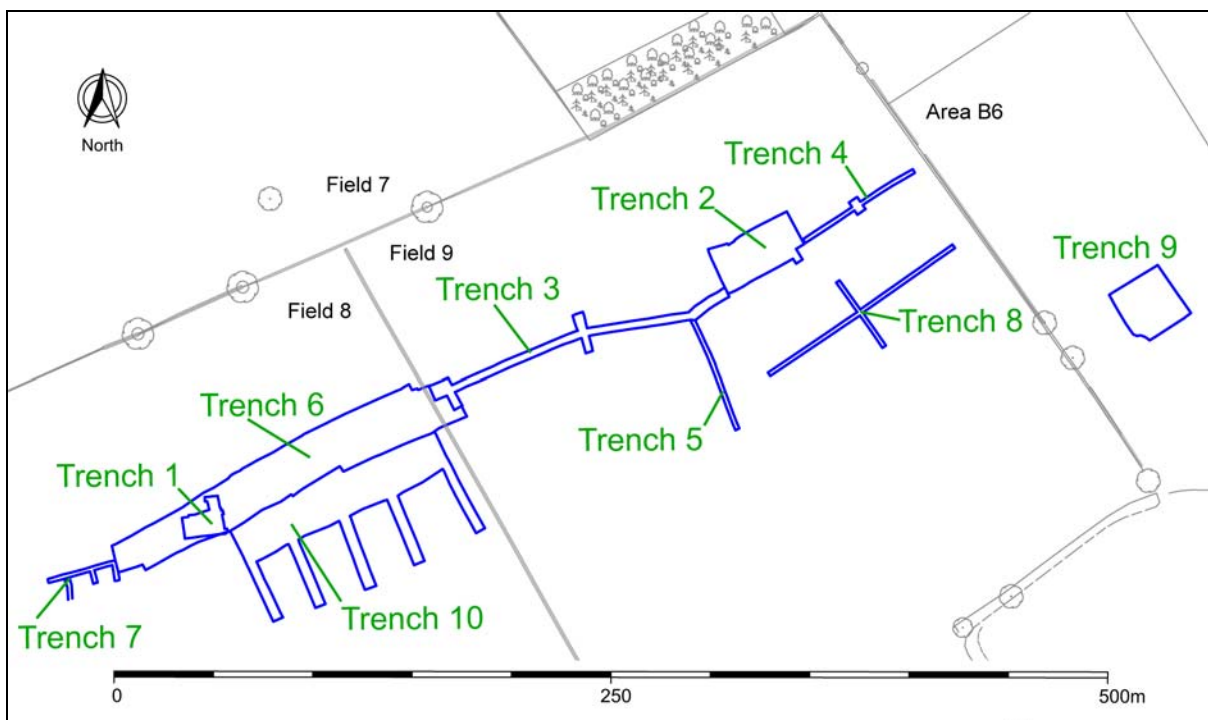 Area B6
North
Trench 4
Field 7
Trench 2
Field 9
Trench 9
Trench 3
Field 8
Trench 8
Trench 6
Trench 5
Trench 1
Trench 10
Trench 7
0
250
500m